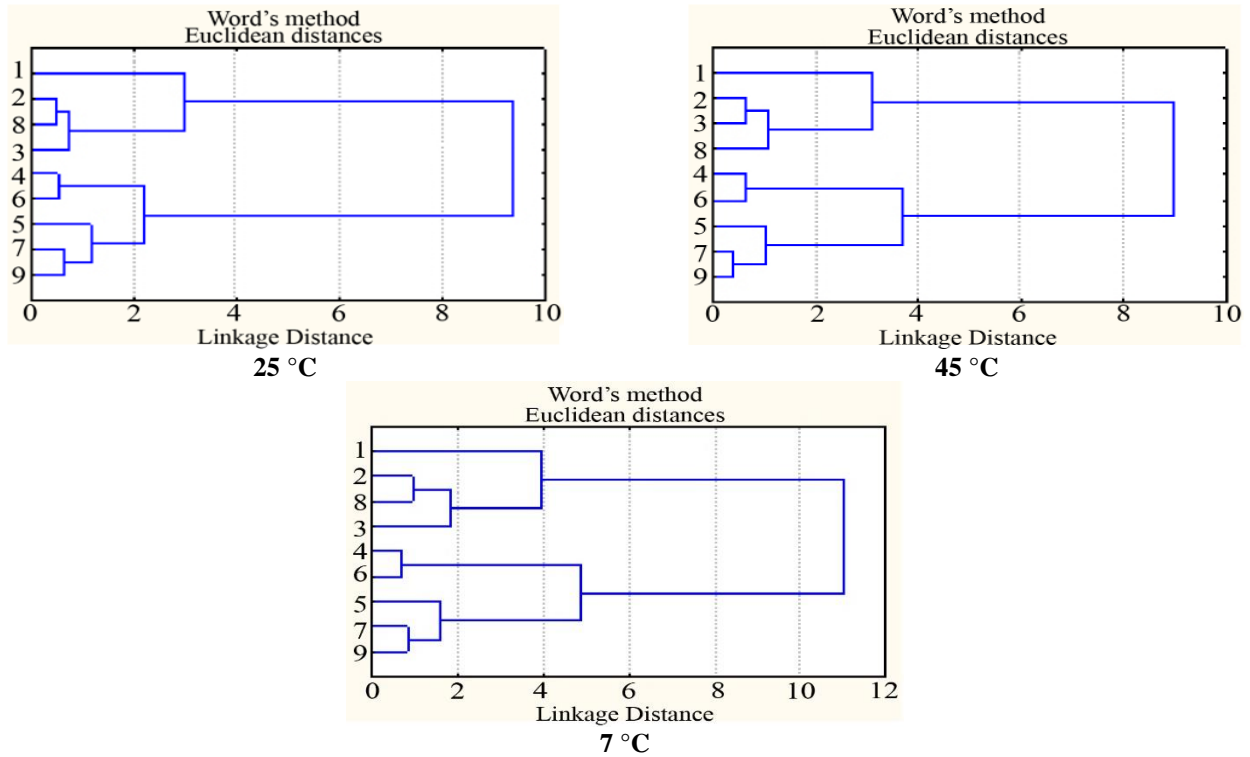 Word’s method
Euclidean distances
1
2
8
3
4
6
5
7
9
0 2 4 6 8 10
Linkage Distance
25 °C
Word’s method
Euclidean distances
1
2
3
8
4
6
5
7
9
0 2 4 6 8 10
Linkage Distance
45 °C
Word’s method
Euclidean distances
1
2
8
3
4
6
5
7
9
0 2 4 6 8 10 12
Linkage Distance
7 °C